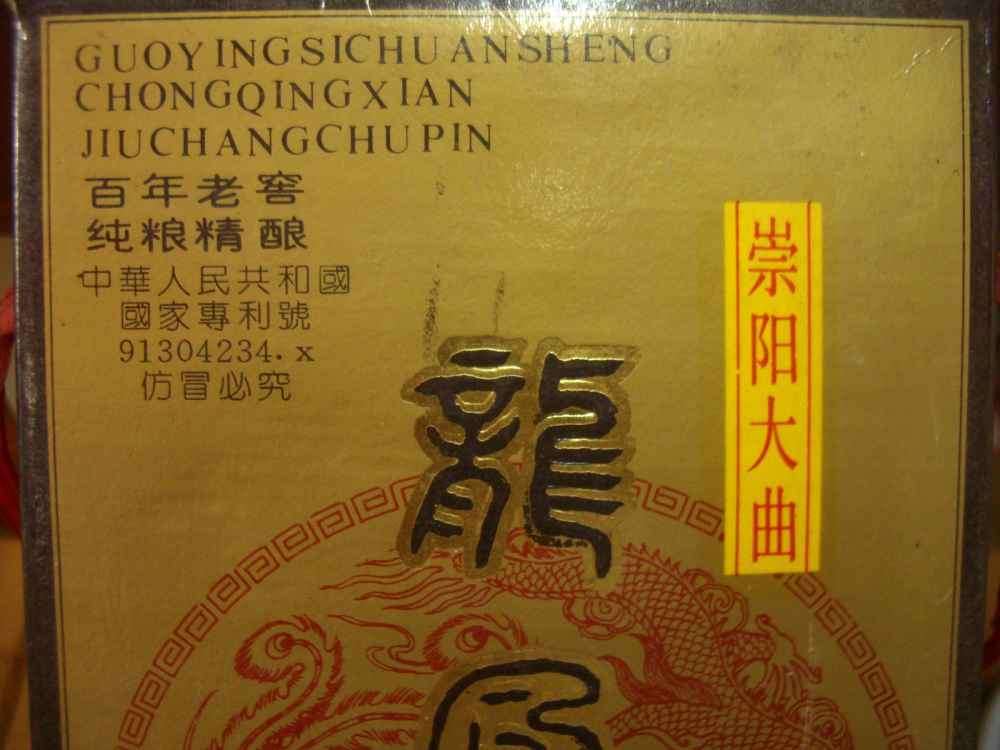 GUOYINGSICHUANSHENG
CHONGQINGXIAN
JIUCHANGCHUPIN
百年老窖
纯粮精酿
中華人民共和國
國家專利號
91304234.x
仿冒必究
崇阳大曲
龍